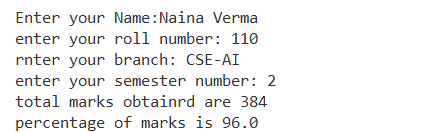 Enter your Name:Naina Verma
enter your roll number: 110
rnter your branch: CSE-AI
enter your semester number: 2
total marks obtainrd are 384
percentage of marks is 96.0